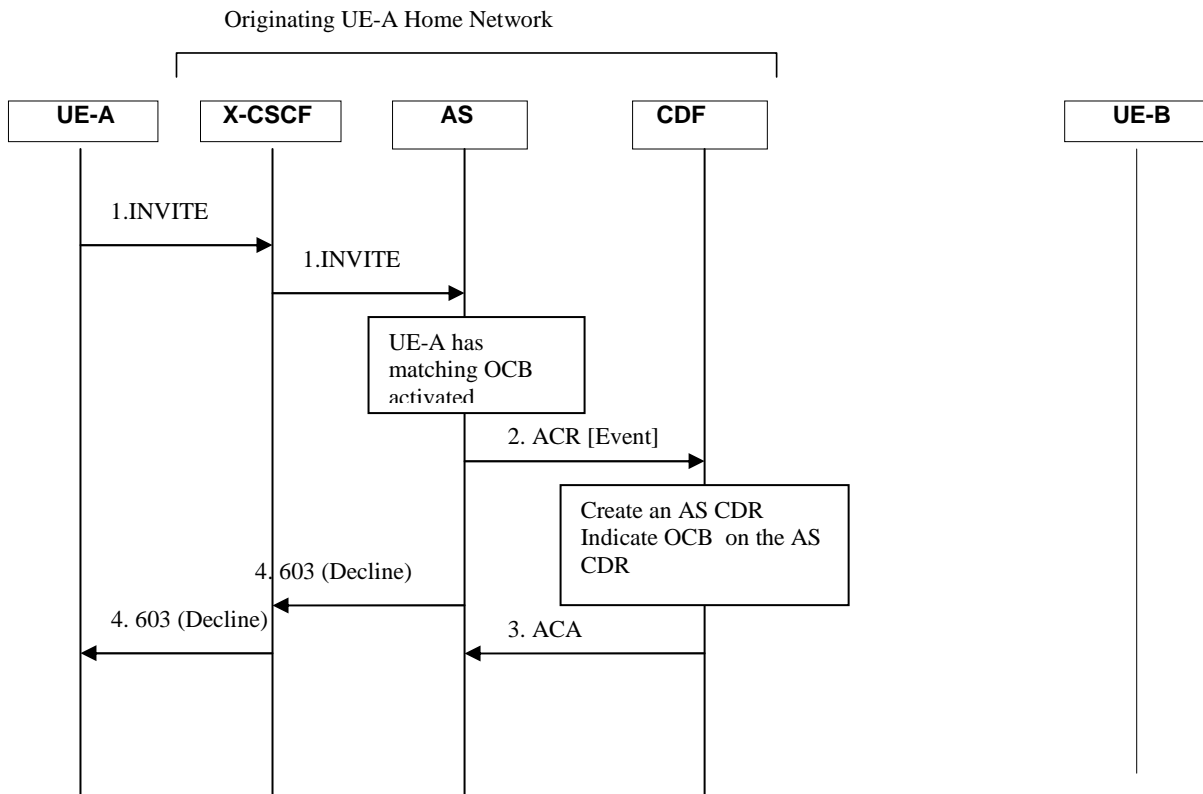 Originating UE-A Home Network
UE-A
X-CSCF
AS
CDF
UE-B
1.INVITE
1.INVITE
UE-A has
matching OCB
activated
2. ACR [Event]
Create an AS CDR
Indicate OCB on the AS
CDR
4. 603 (Decline)
4. 603 (Decline)
3. ACA